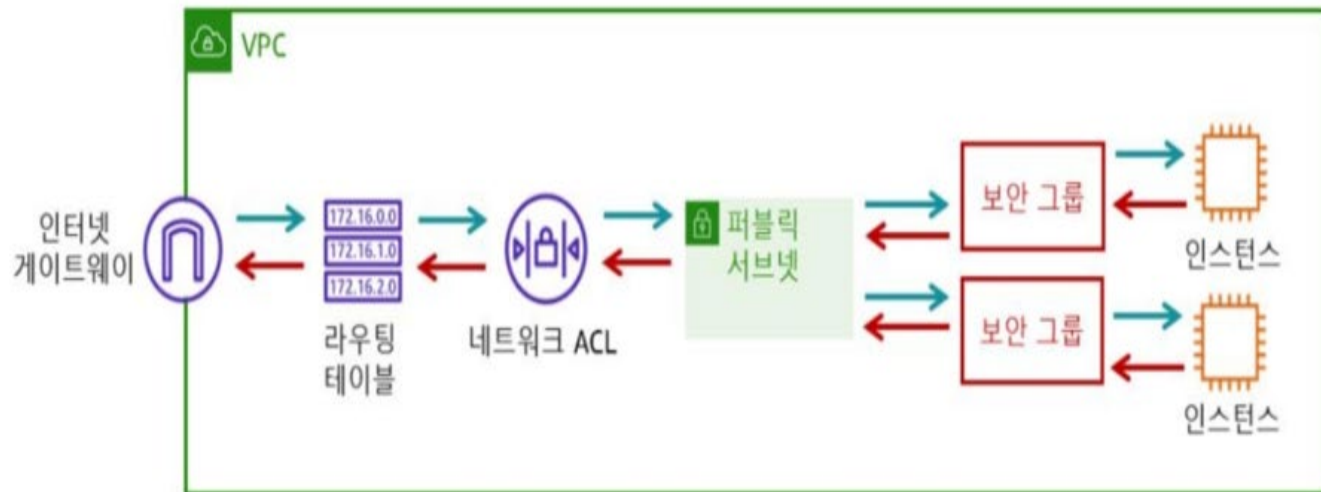 VPC
인터넷
게이트웨이
172.16.0.0
172.16.1.0
172.16.2.0
라우팅
테이블
네트워크 ACL
퍼블릭
서브넷
보안 그룹
인스턴스
보안 그룹
인스턴스